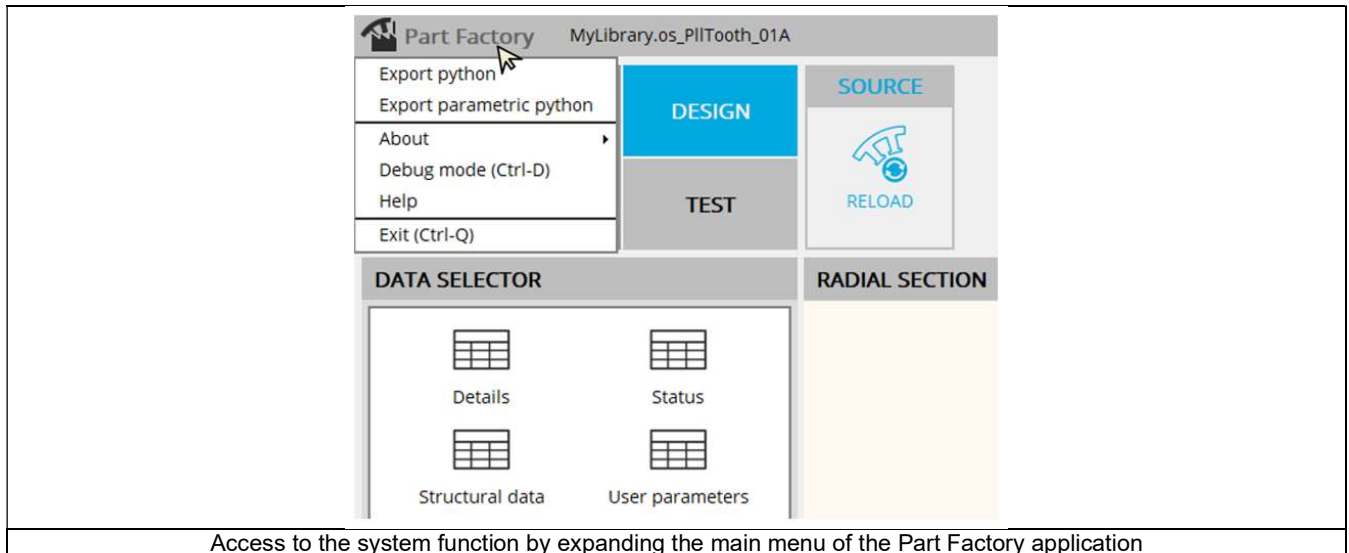 Part Factory MyLibrary.os_PllTooth_01A
Export python
Export parametric python
About
Debug mode (Ctrl-D)
Help
Exit (Ctrl-Q)
DESIGN
TEST
SOURCE
RELOAD
DATA SELECTOR
RADIAL SECTION
Details
Status
Structural data
User parameters
Access to the system function by expanding the main menu of the Part Factory application